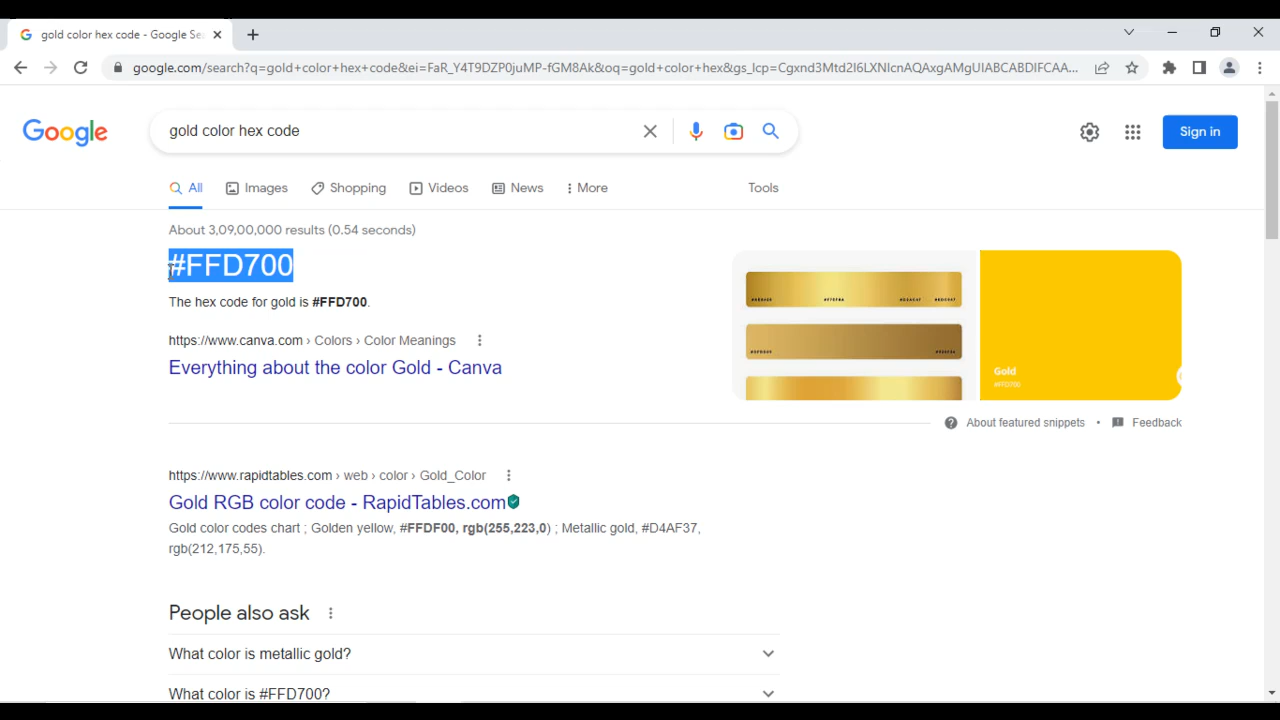 gold color hex code - Google Se
google.com/search?q=gold+color+hex+code&ei=FaR_Y4T9DZP0juMP-fGM8Ak&oq=gold+color+hex&gs_lcp=Cgxnd3Mtd2l6LXNlcnAQAxgAMgUIABCABDIFCAA...
Google
gold color hex code
Sign in
All
Images
Shopping
Videos
News
More
Tools
About 3,09,00,000 results (0.54 seconds)
#FFD700
The hex code for gold is #FFD700.
https://www.canva.com › Colors › Color Meanings
Everything about the color Gold - Canva
Gold
#FFD700
About featured snippets • Feedback
https://www.rapidtables.com › web › color › Gold_Color
Gold RGB color code - RapidTables.com
Gold color codes chart ; Golden yellow, #FFDF00, rgb(255,223,0) ; Metallic gold, #D4AF37,
rgb(212,175,55).
People also ask
What color is metallic gold?
What color is #FFD700?